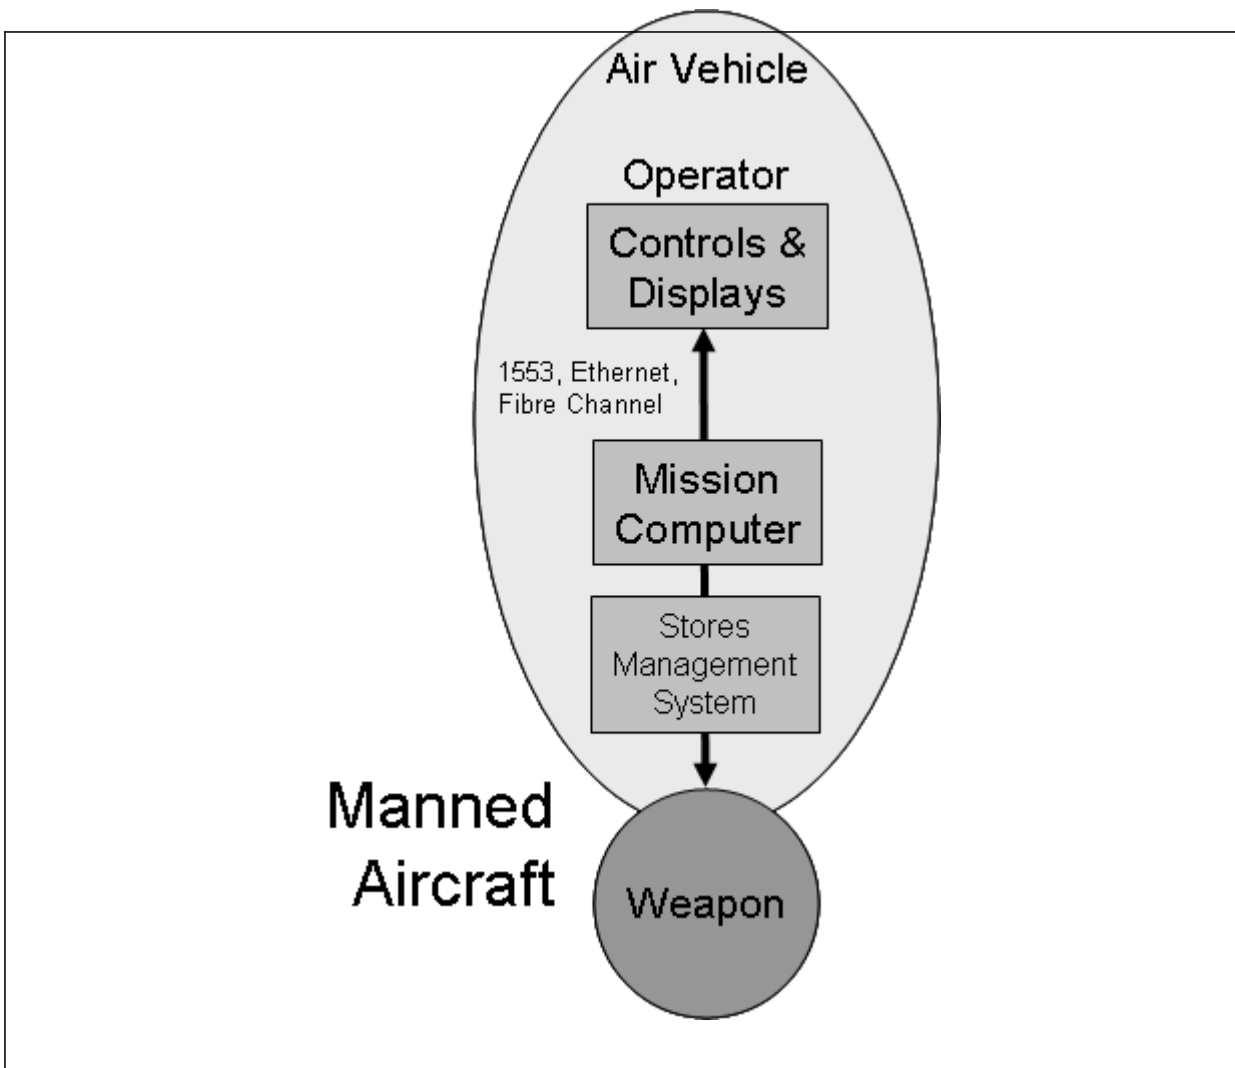 Air Vehicle
Operator
Controls &
Displays
1553, Ethernet,
Fibre Channel
Mission
Computer
Stores
Management
System
Manned
Aircraft
Weapon